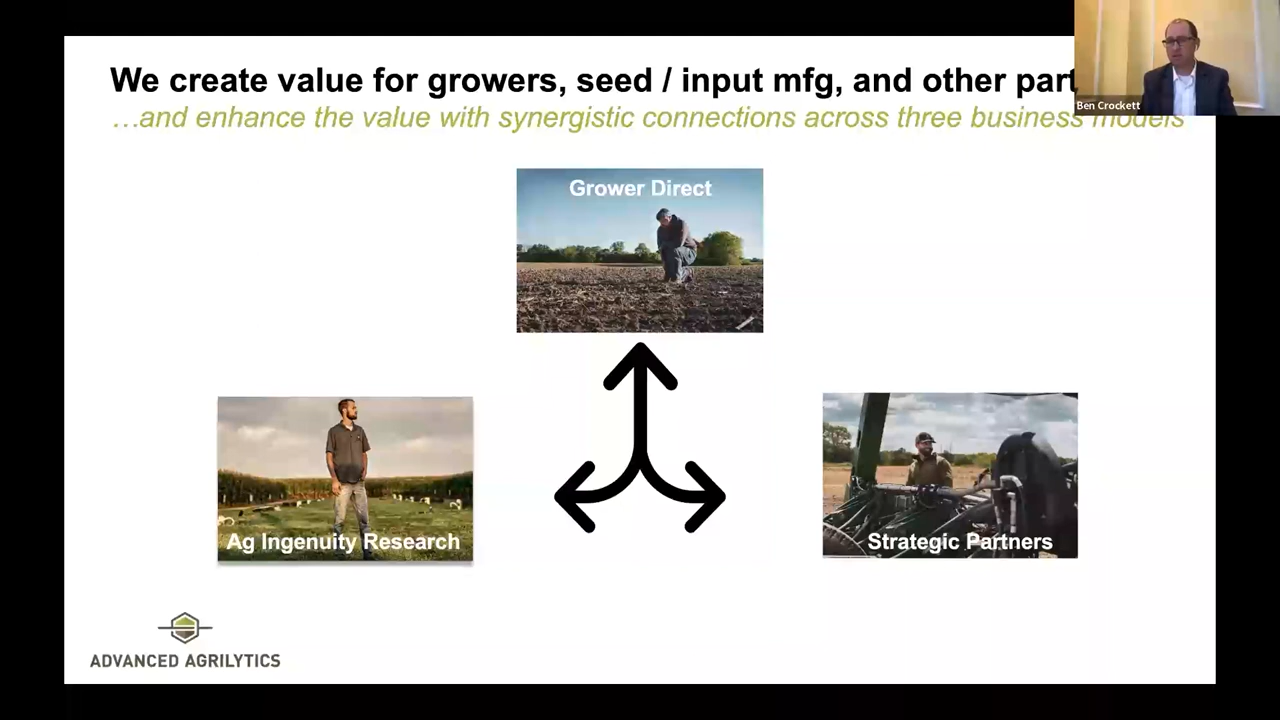 We create value for growers, seed / input mfg, and other part
Ben Crockett
…and enhance the value with synergistic connections across three business models
Grower Direct
Ag Ingenuity Research
Strategic Partners
ADVANCED AGRILYTICS